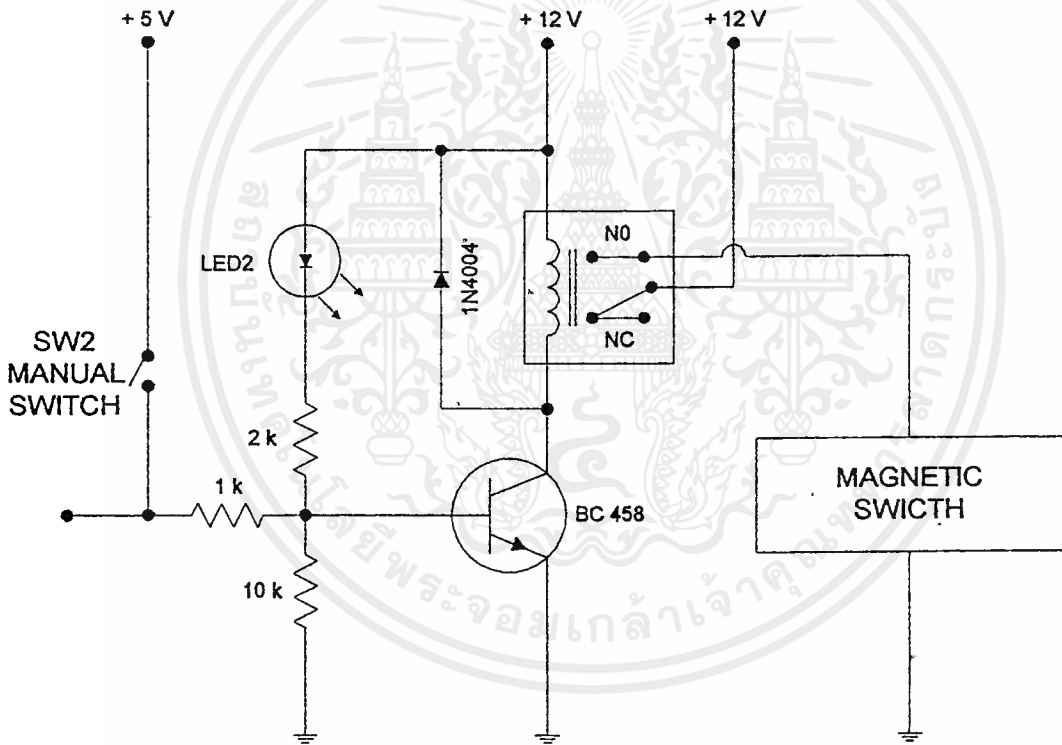 + 5 V
+ 12 V
+ 12 V
LED2
1N4004
N0
NC
SW2
MANUAL
SWITCH
2 k
1 k
10 k
BC 458
MAGNETIC
SWICTH